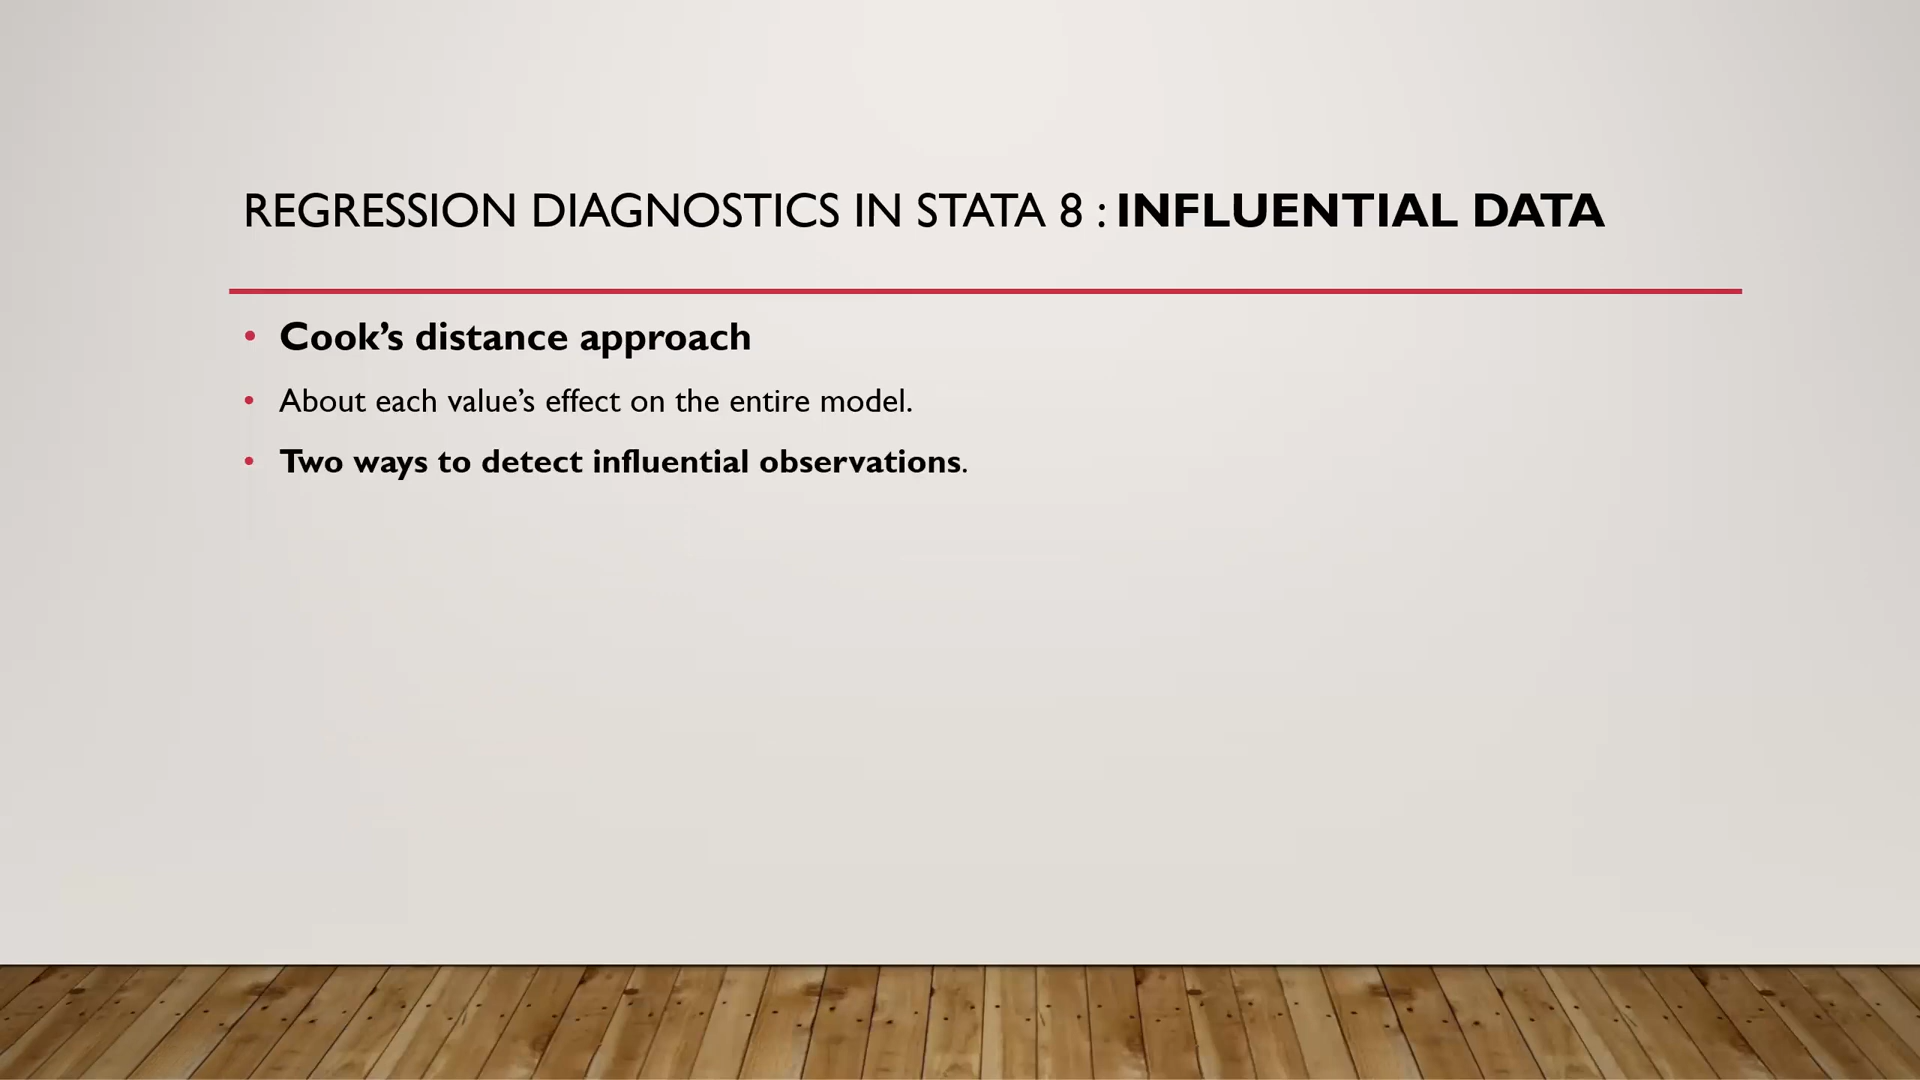 REGRESSION DIAGNOSTICS IN STATA 8 : INFLUENTIAL DATA
• Cook’s distance approach
• About each value’s effect on the entire model.
• Two ways to detect influential observations.